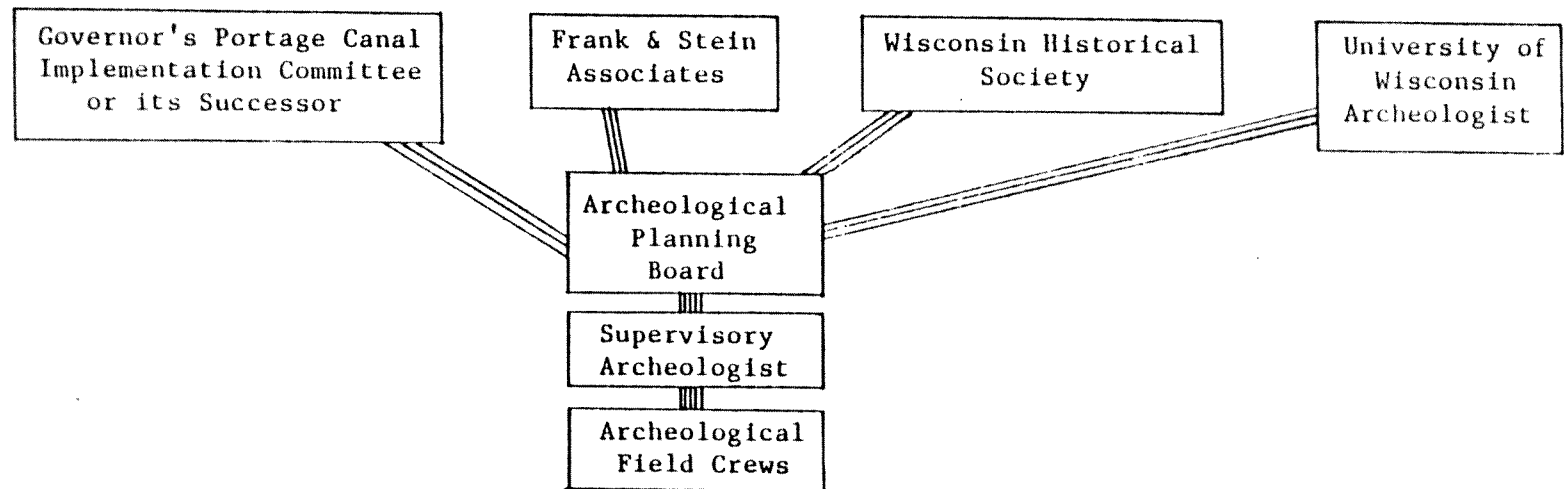 Governor's Portage Canal
Implementation Committee
or its Successor
Frank & Stein
Associates
Wisconsin Historical
Society
University of
Wisconsin
Archeologist
Archeological
Planning
Board
Supervisory
Archeologist
Archeological
Field Crews